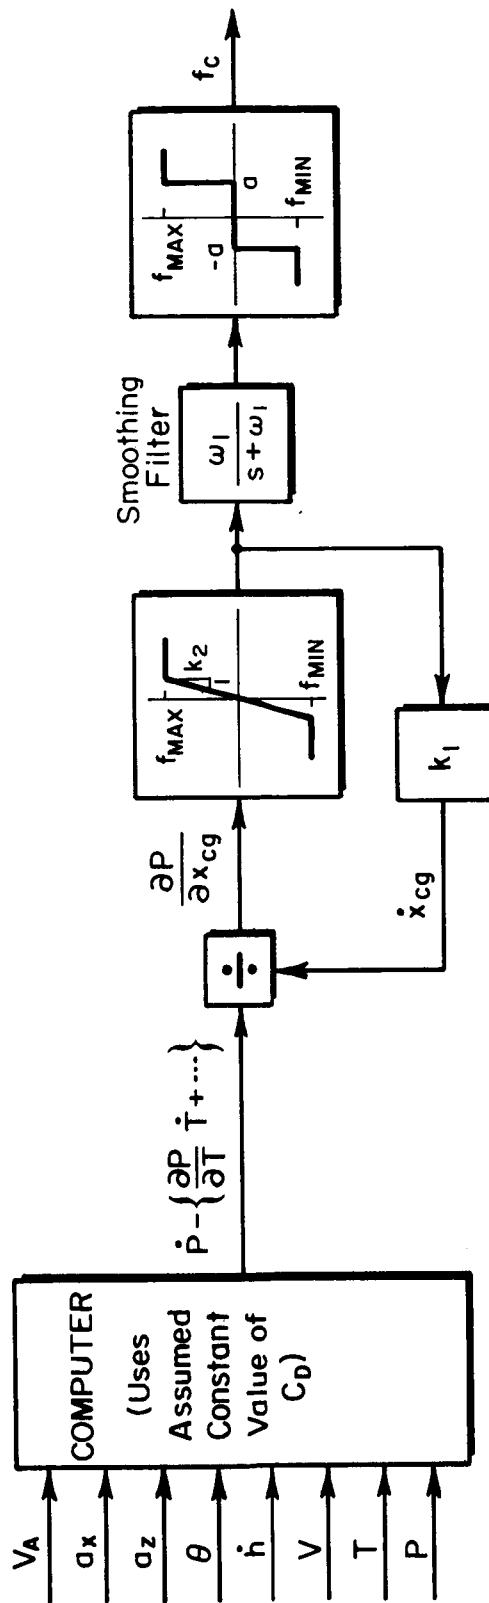 V_A
a_x
a_z
θ
ḣ
V
T
P
COMPUTER
(Uses
Assumed
Constant
Value of
C_D)
Ṗ-{∂P/∂T Ṫ+---}
÷
∂P/∂x_cg
ẋ_cg
f_MAX
k_2
1
f_MIN
k_1
Smoothing
Filter
ω_1
s+ω_1
f_MAX
-a
a
f_MIN
f_c